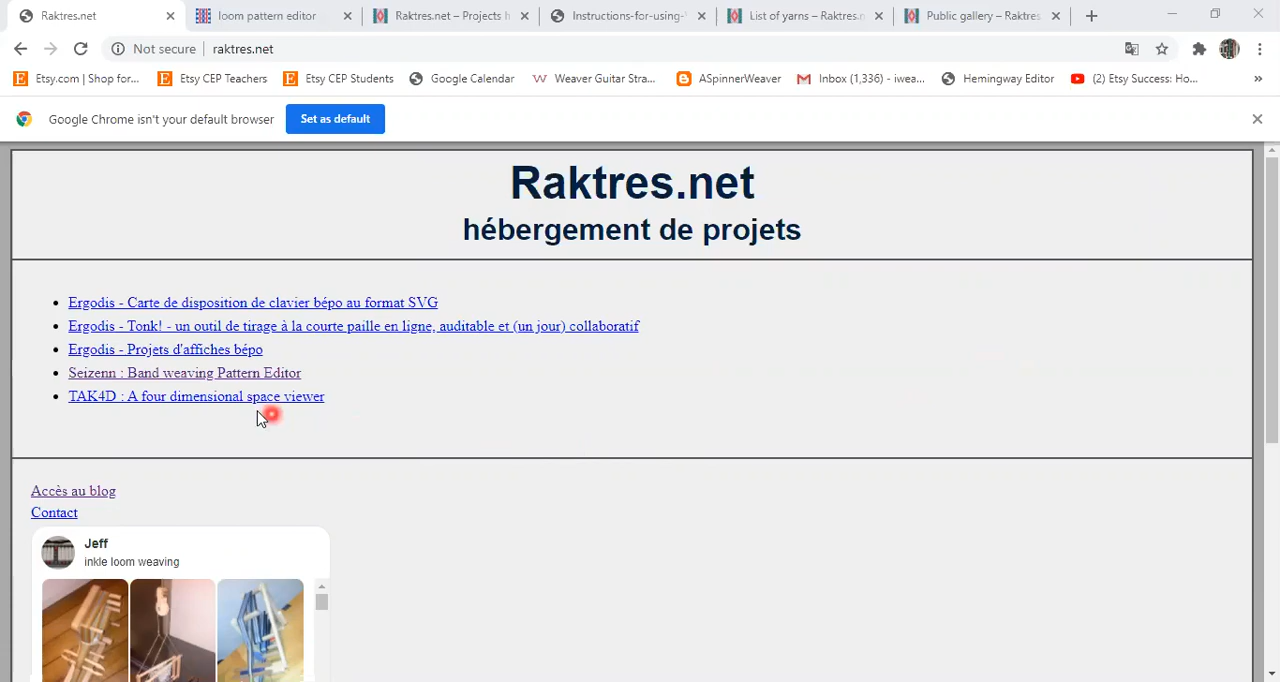 Raktres.net
loom pattern editor
Raktres.net – Projects h
Instructions-for-using-
List of yarns – Raktres.n
Public gallery – Raktres.
Not secure
raktres.net
Etsy.com | Shop for...
Etsy CEP Teachers
Etsy CEP Students
Google Calendar
Weaver Guitar Stra...
ASpinnerWeaver
Inbox (1,336) - iwea...
Hemingway Editor
(2) Etsy Success: Ho...
»
Google Chrome isn't your default browser
Set as default
Raktres.net
hébergement de projets
Ergodis - Carte de disposition de clavier bépo au format SVG
Ergodis - Tonk! - un outil de tirage à la courte paille en ligne, auditable et (un jour) collaboratif
Ergodis - Projets d'affiches bépo
Seizenn : Band weaving Pattern Editor
TAK4D : A four dimensional space viewer
Accès au blog
Contact
Jeff
inkle loom weaving